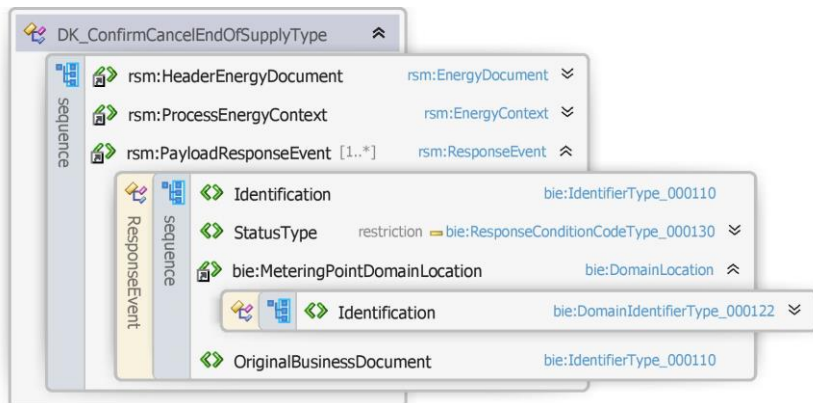 DK_ConfirmCancelEndOfSupplyType
sequence
rsm:HeaderEnergyDocument rsm:EnergyDocument
rsm:ProcessEnergyContext rsm:EnergyContext
rsm:PayloadResponseEvent [1..*] rsm:ResponseEvent
ResponseEvent
sequence
Identification bie:IdentifierType_000110
StatusType restriction bie:ResponseConditionCodeType_000130
bie:MeteringPointDomainLocation bie:DomainLocation
Identification bie:DomainIdentifierType_000122
OriginalBusinessDocument bie:IdentifierType_000110